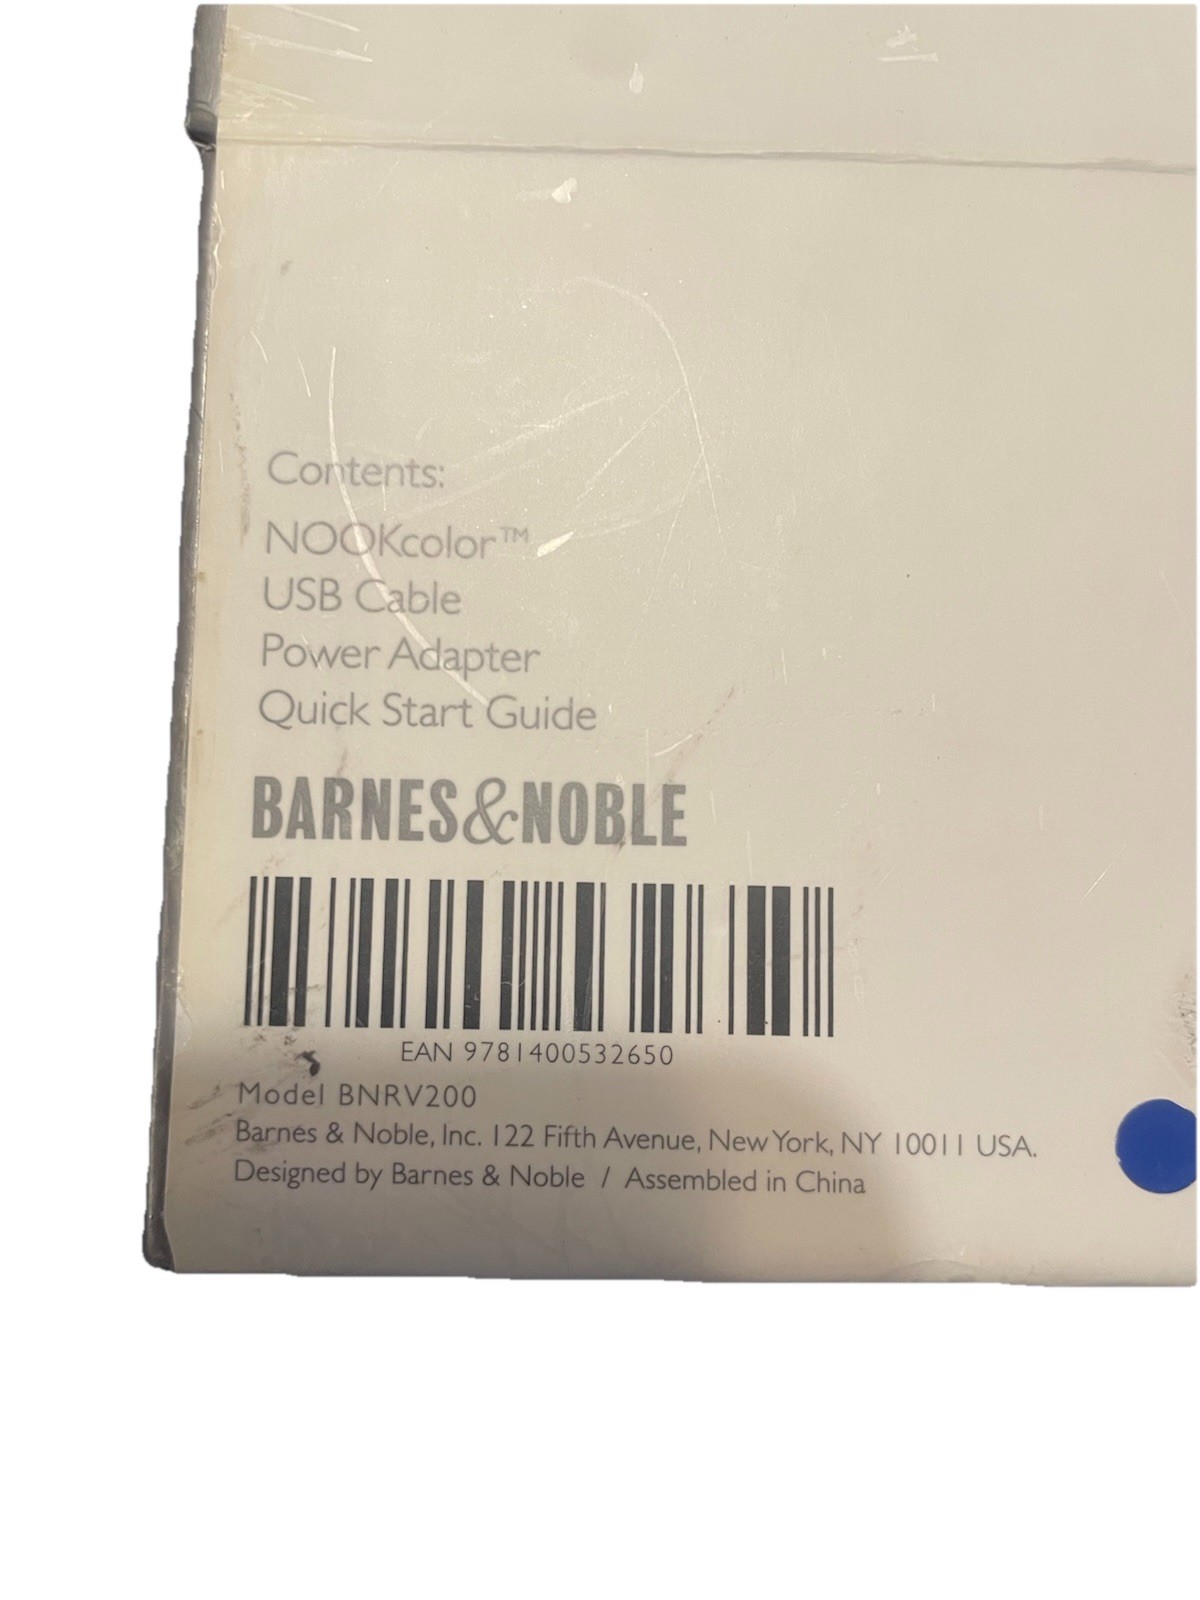 Contents:
NOOKcolor™
USB Cable
Power Adapter
Quick Start Guide
BARNES&NOBLE
EAN 9781400532650
Model BNRV200
Barnes & Noble, Inc. 122 Fifth Avenue, New York, NY 10011 USA.
Designed by Barnes & Noble / Assembled in China